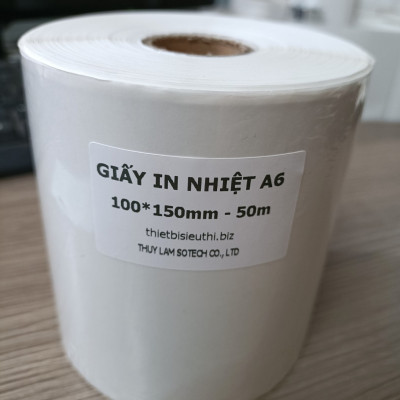 GIẤY IN NHIỆT A6
100*150mm - 50m
thietbisieuthi.biz
THUY LAM SOTECH CO., LTD